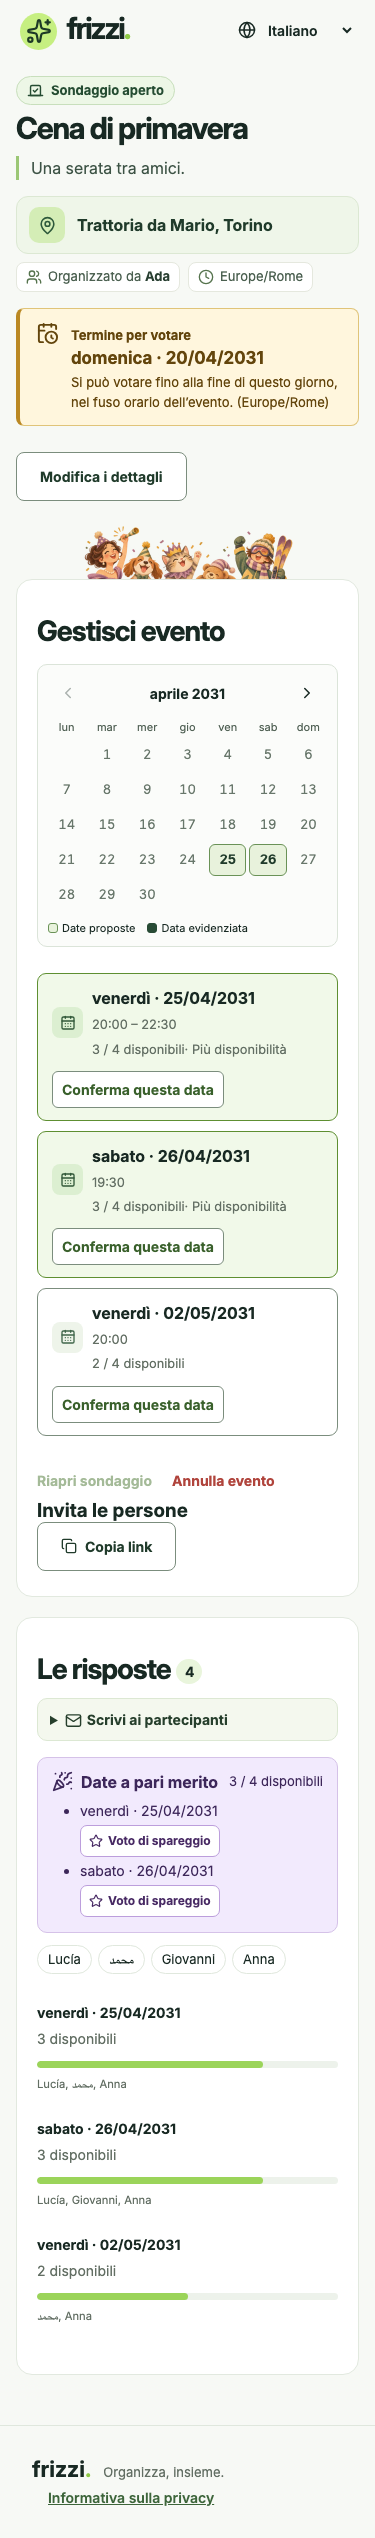 frizzi.
Italiano
Sondaggio aperto
Cena di primavera
Una serata tra amici.
Trattoria da Mario, Torino
Organizzato da Ada
Europe/Rome
Termine per votare
domenica · 20/04/2031
Si può votare fino alla fine di questo giorno,
nel fuso orario dell’evento. (Europe/Rome)
Modifica i dettagli
Gestisci evento
aprile 2031
lun mar mer gio ven sab dom
1 2 3 4 5 6
7 8 9 10 11 12 13
14 15 16 17 18 19 20
21 22 23 24 25 26 27
28 29 30
Date proposte Data evidenziata
venerdì · 25/04/2031
20:00 – 22:30
3 / 4 disponibili· Più disponibilità
Conferma questa data
sabato · 26/04/2031
19:30
3 / 4 disponibili· Più disponibilità
Conferma questa data
venerdì · 02/05/2031
20:00
2 / 4 disponibili
Conferma questa data
Riapri sondaggio Annulla evento
Invita le persone
Copia link
Le risposte 4
Scrivi ai partecipanti
Date a pari merito 3 / 4 disponibili
venerdì · 25/04/2031
Voto di spareggio
sabato · 26/04/2031
Voto di spareggio
Lucía محمد Giovanni Anna
venerdì · 25/04/2031
3 disponibili
Lucía, محمد, Anna
sabato · 26/04/2031
3 disponibili
Lucía, Giovanni, Anna
venerdì · 02/05/2031
2 disponibili
محمد, Anna
frizzi. Organizza, insieme.
Informativa sulla privacy